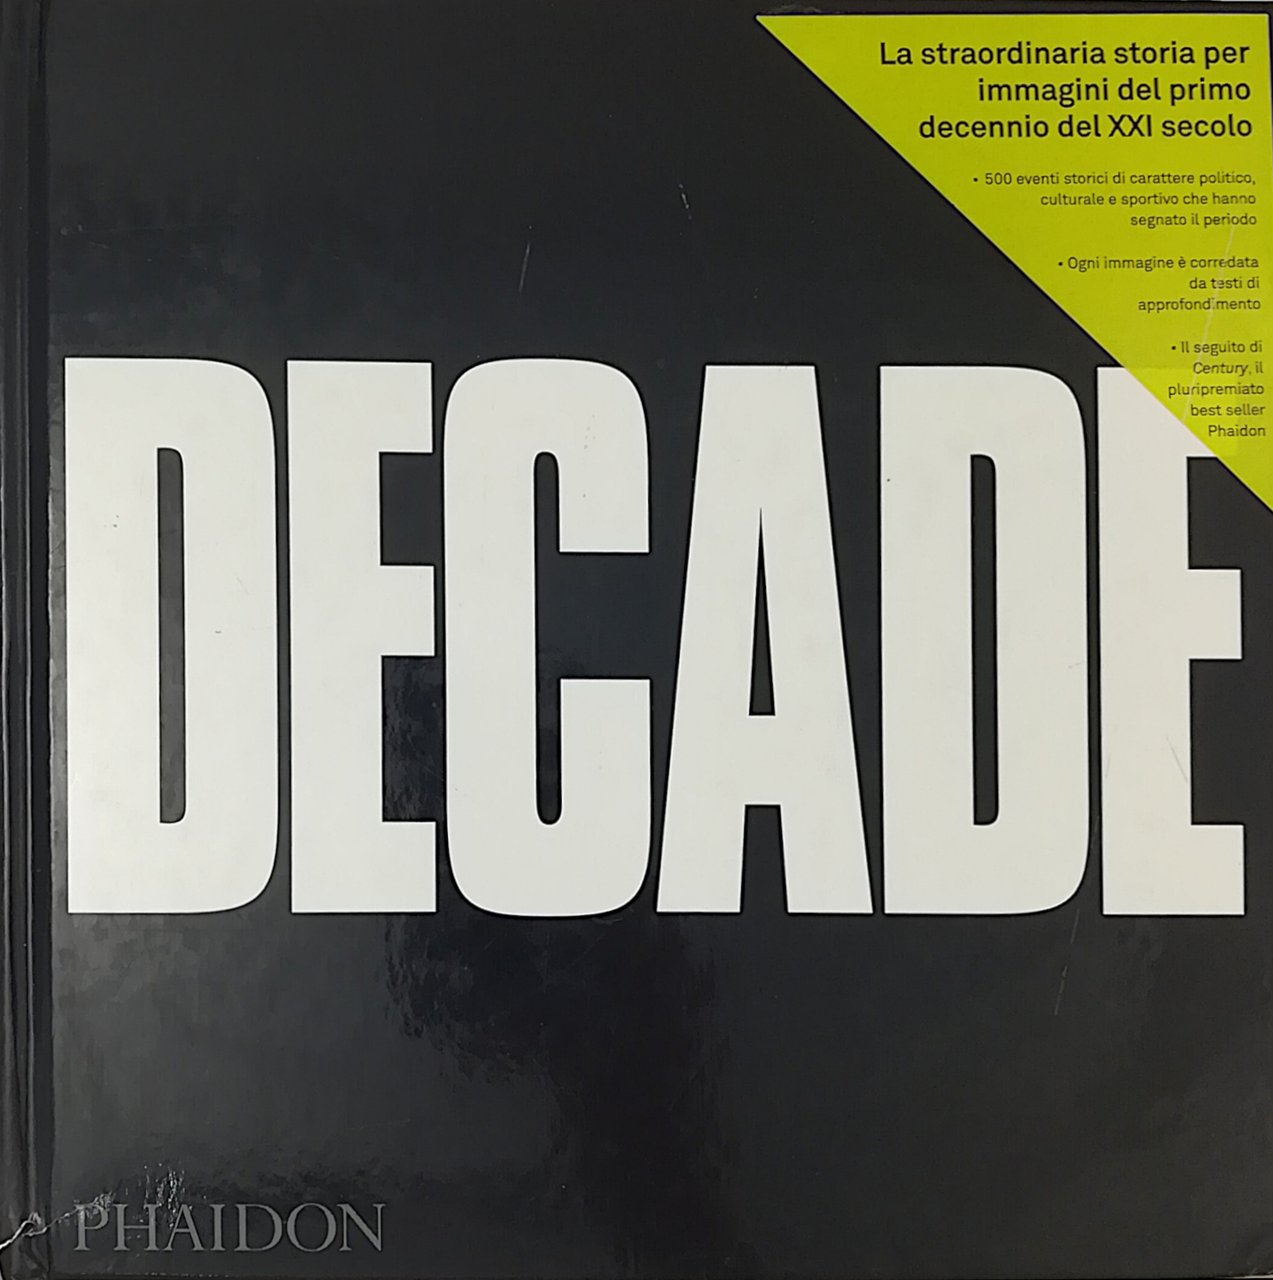 La straordinaria storia per
immagini del primo
decennio del XXI secolo
• 500 eventi storici di carattere politico,
culturale e sportivo che hanno
segnato il periodo
• Ogni immagine è corredata
da testi di
approfondimento
• Il seguito di
Century, il
pluripremiato
best seller
Phaidon
DECADE
PHAIDON